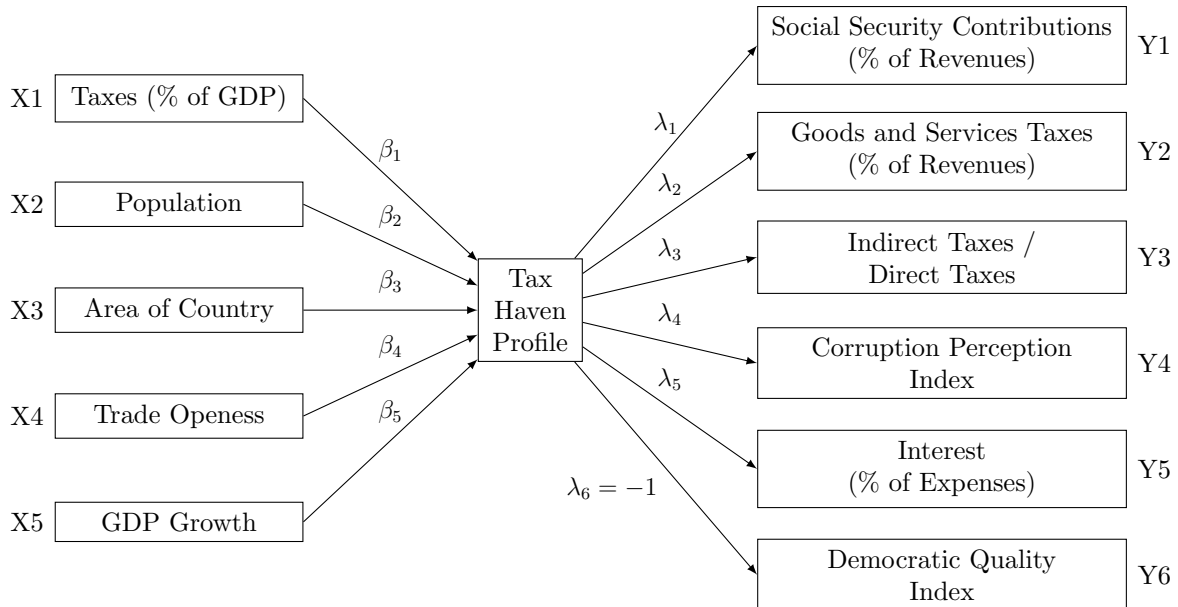 X1
Taxes (% of GDP)
X2
Population
X3
Area of Country
X4
Trade Openess
X5
GDP Growth
β₁
β₂
β₃
β₄
β₅
Tax
Haven
Profile
λ₁
λ₂
λ₃
λ₄
λ₅
λ₆ = −1
Social Security Contributions
(% of Revenues)
Y1
Goods and Services Taxes
(% of Revenues)
Y2
Indirect Taxes /
Direct Taxes
Y3
Corruption Perception
Index
Y4
Interest
(% of Expenses)
Y5
Democratic Quality
Index
Y6